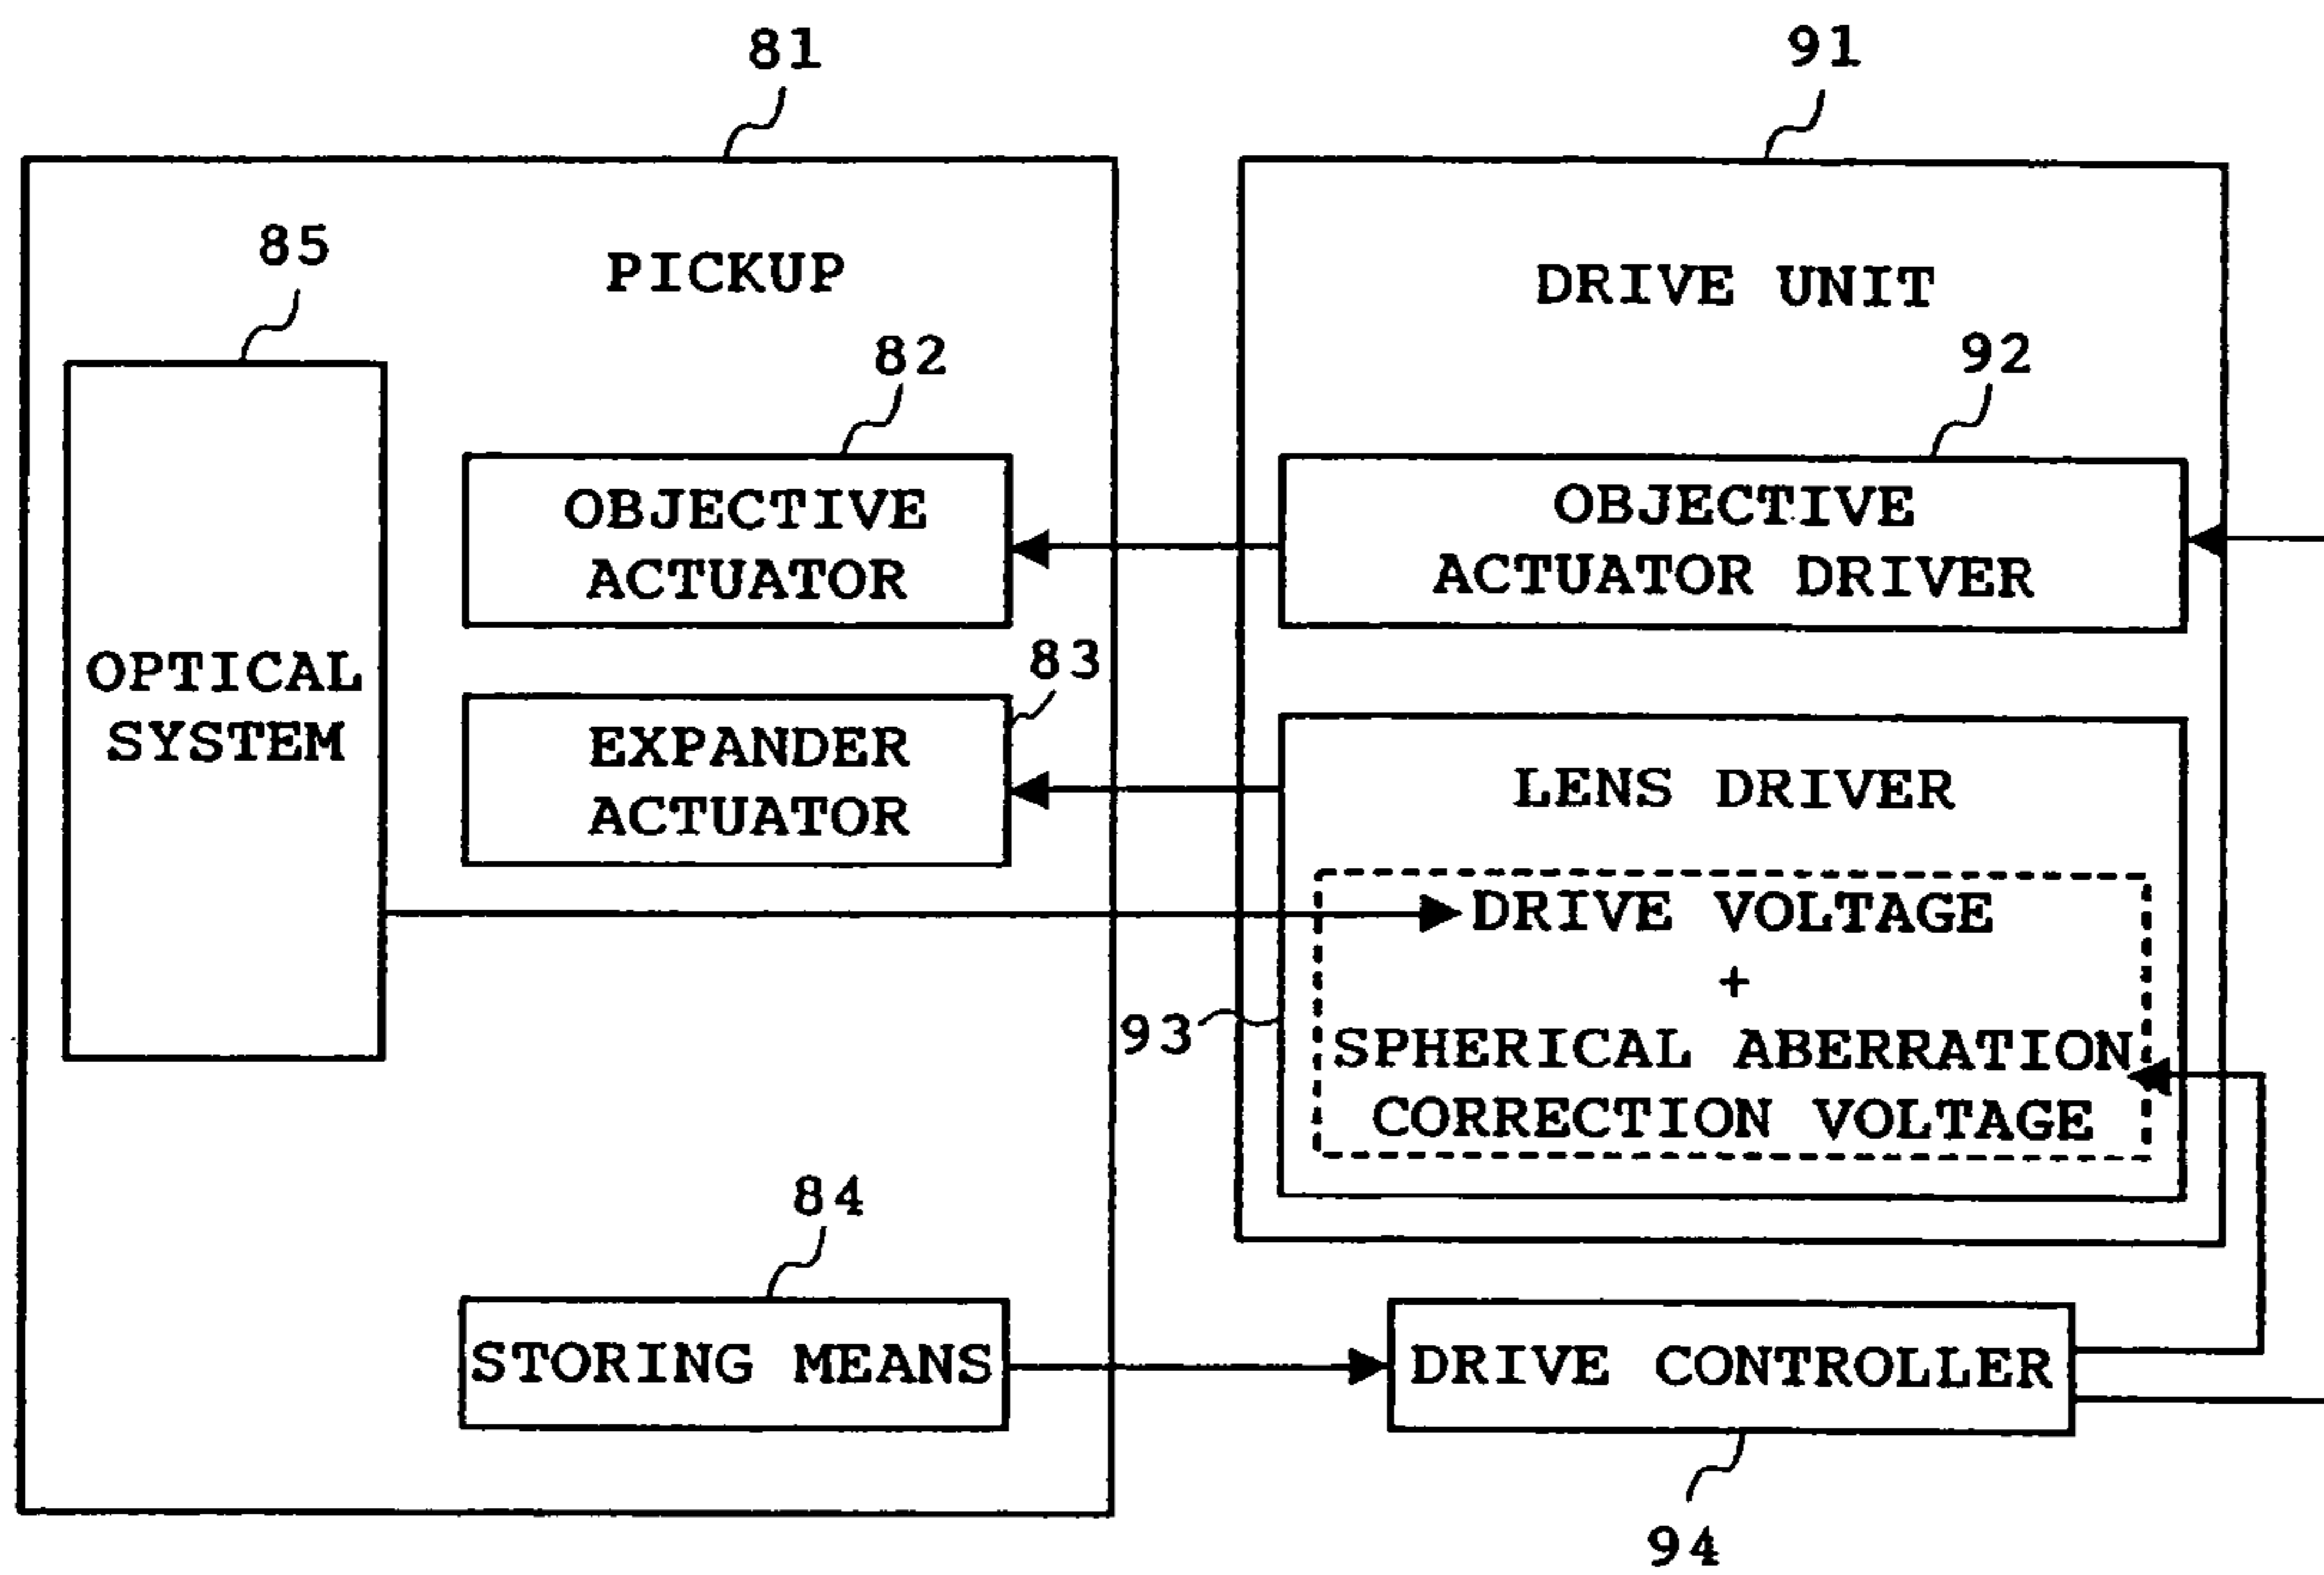 81
91
85
PICKUP
DRIVE UNIT
82
92
OBJECTIVE
ACTUATOR
OBJECTIVE
ACTUATOR DRIVER
83
OPTICAL
SYSTEM
EXPANDER
ACTUATOR
LENS DRIVER
DRIVE VOLTAGE
+
SPHERICAL ABERRATION
CORRECTION VOLTAGE
93
84
STORING MEANS
DRIVE CONTROLLER
94